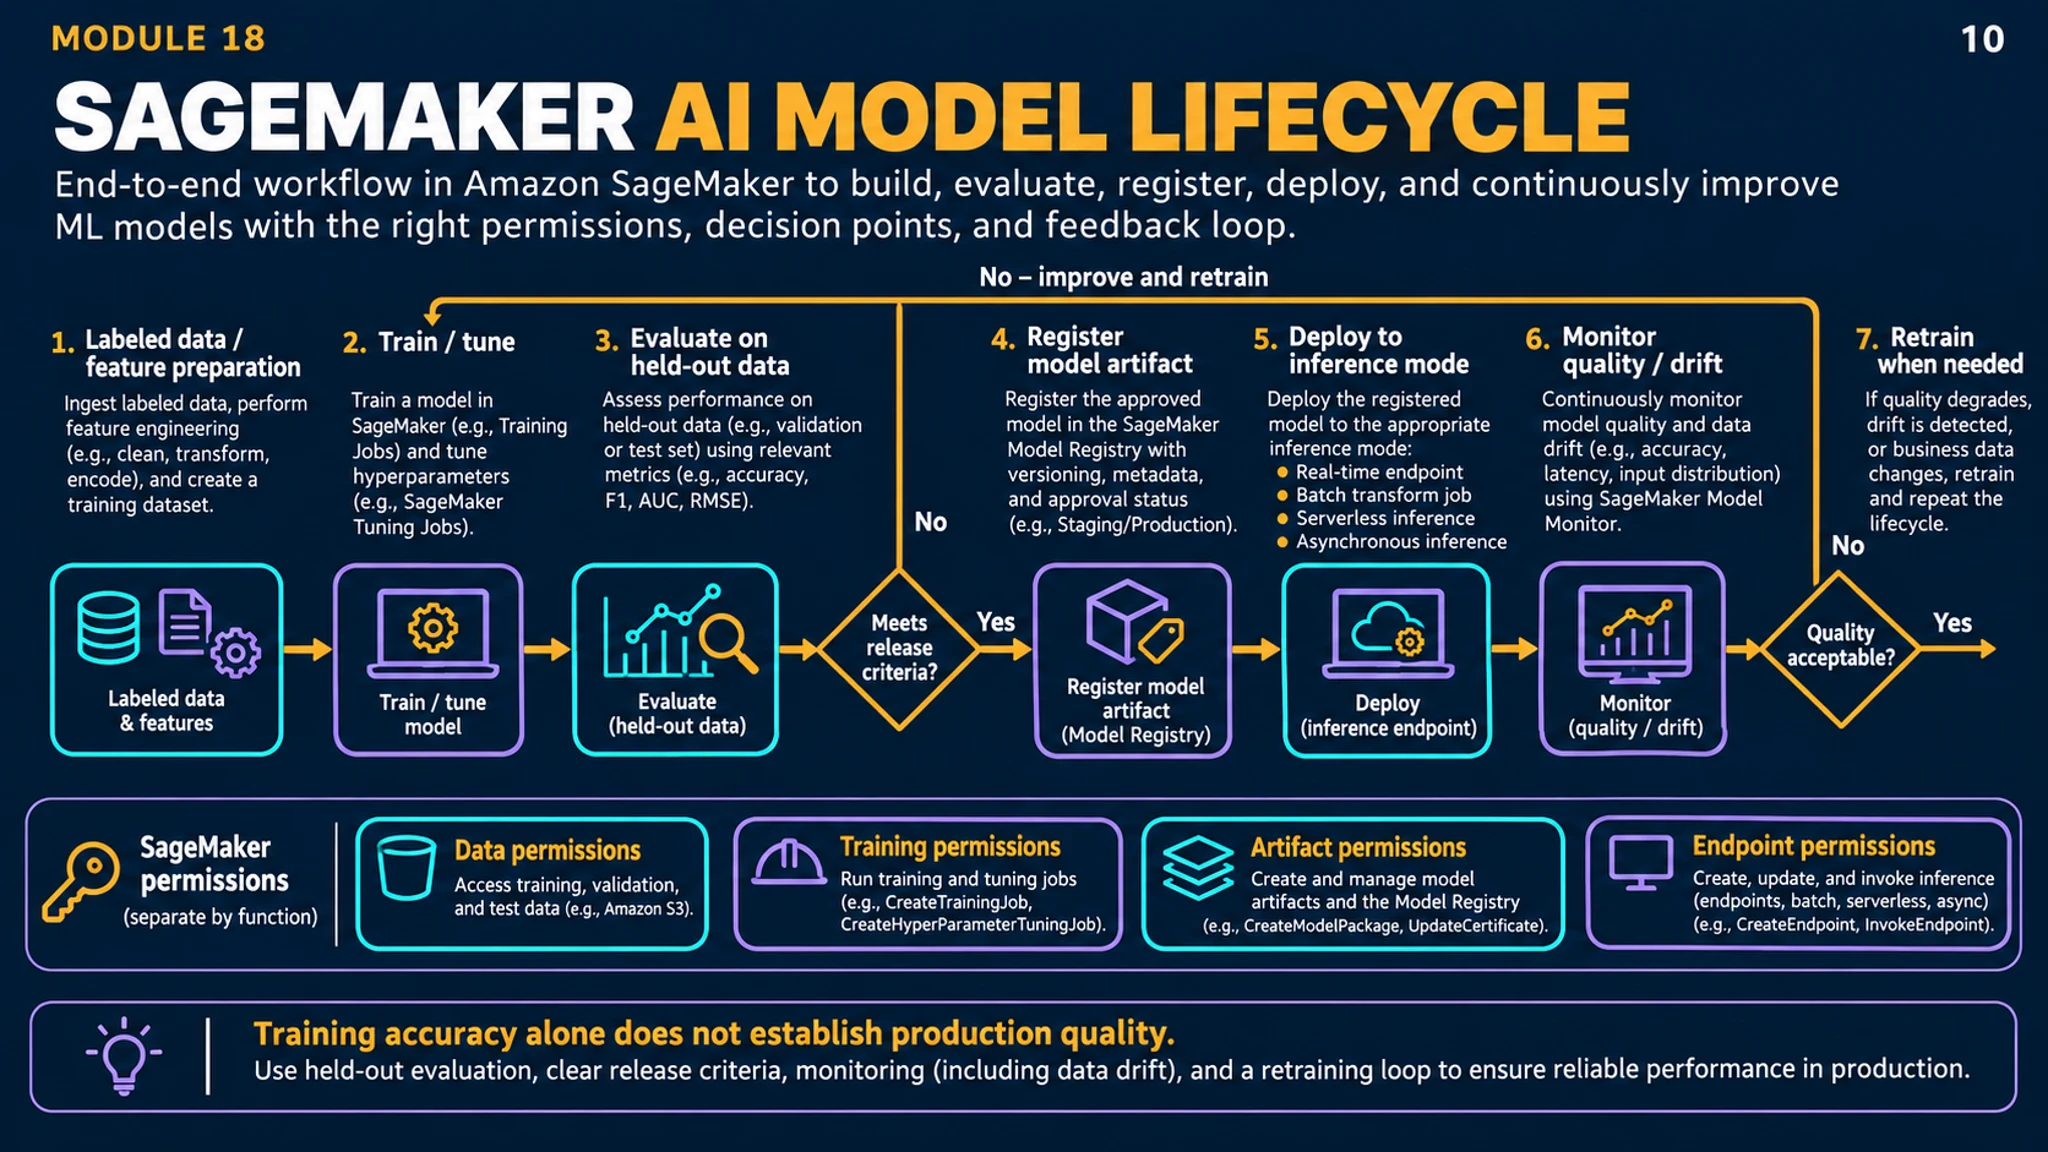 MODULE 18
10
SAGEMAKER AI MODEL LIFECYCLE
End-to-end workflow in Amazon SageMaker to build, evaluate, register, deploy, and continuously improve
ML models with the right permissions, decision points, and feedback loop.
No – improve and retrain
1. Labeled data /
feature preparation
Ingest labeled data, perform
feature engineering
(e.g., clean, transform,
encode), and create a
training dataset.
2. Train / tune
Train a model in
SageMaker (e.g., Training
Jobs) and tune
hyperparameters
(e.g., SageMaker
Tuning Jobs).
3. Evaluate on
held-out data
Assess performance on
held-out data (e.g., validation
or test set) using relevant
metrics (e.g., accuracy,
F1, AUC, RMSE).
No
4. Register
model artifact
Register the approved
model in the SageMaker
Model Registry with
versioning, metadata,
and approval status
(e.g., Staging/Production).
5. Deploy to
inference mode
Deploy the registered
model to the appropriate
inference mode:
● Real-time endpoint
● Batch transform job
● Serverless inference
● Asynchronous inference
6. Monitor
quality / drift
Continuously monitor
model quality and data
drift (e.g., accuracy,
latency, input distribution)
using SageMaker Model
Monitor.
7. Retrain
when needed
If quality degrades,
drift is detected,
or business data
changes, retrain
and repeat the
lifecycle.
No
Labeled data
& features
Train / tune
model
Evaluate
(held-out data)
Meets
release
criteria?
Yes
Register model
artifact
(Model Registry)
Deploy
(inference endpoint)
Monitor
(quality / drift)
Quality
acceptable?
Yes
SageMaker
permissions
(separate by function)
Data permissions
Access training, validation,
and test data (e.g., Amazon S3).
Training permissions
Run training and tuning jobs
(e.g., CreateTrainingJob,
CreateHyperParameterTuningJob).
Artifact permissions
Create and manage model
artifacts and the Model Registry
(e.g., CreateModelPackage, UpdateCertificate).
Endpoint permissions
Create, update, and invoke inference
(endpoints, batch, serverless, async)
(e.g., CreateEndpoint, InvokeEndpoint).
Training accuracy alone does not establish production quality.
Use held-out evaluation, clear release criteria, monitoring (including data drift), and a retraining loop to ensure reliable performance in production.